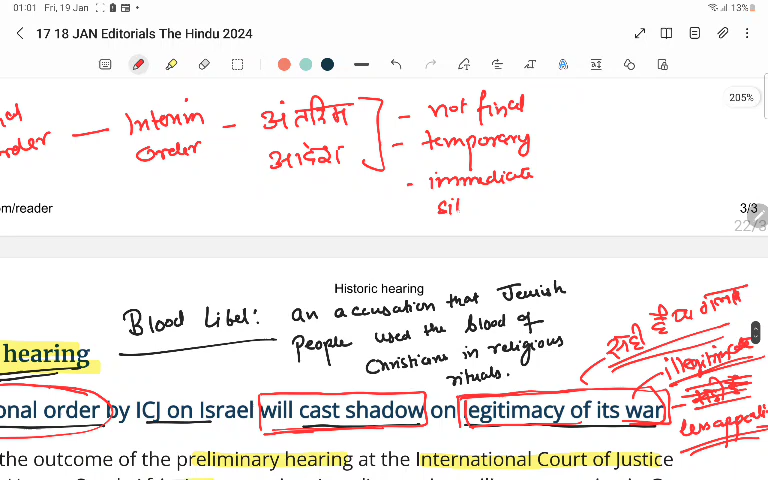 01:01 Fri, 19 Jan
13%
17 18 JAN Editorials The Hindu 2024
205%
Interim Order – अंतरिम आदेश
- not final
- temporary
- immediate
m/reader
3/3
22/3
Historic hearing
Blood Libel: an accusation that Jewish
People used the blood of
Christians in religious
rituals.
hearing
सही है या गलत
illegitimate
onal order by ICJ on Israel will cast shadow on legitimacy of its war
the outcome of the preliminary hearing at the International Court of Justice